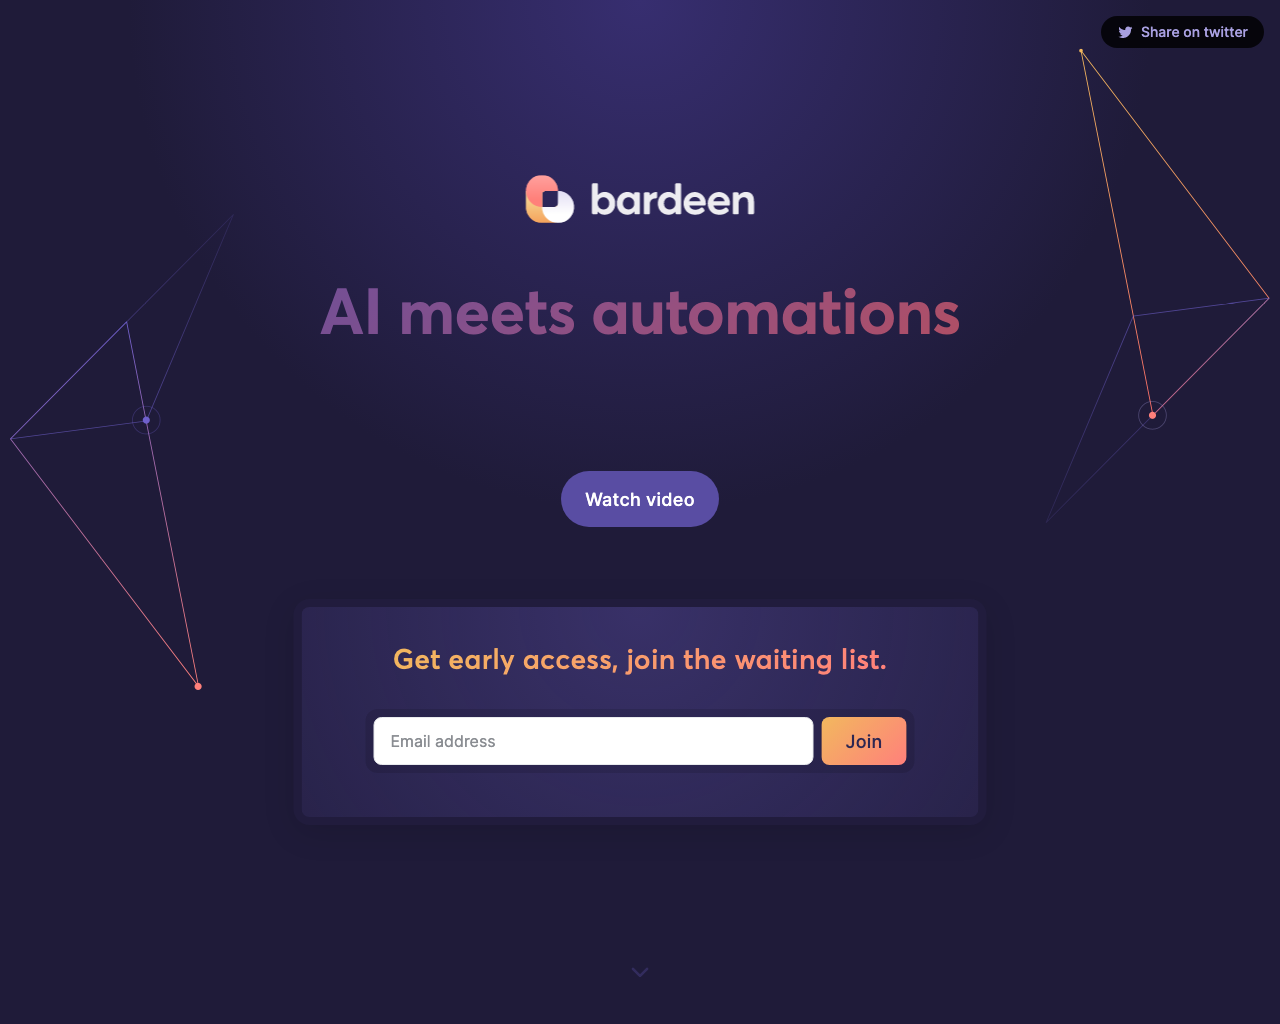 Share on twitter
bardeen
AI meets automations
Watch video
Get early access, join the waiting list.
Email address
Join